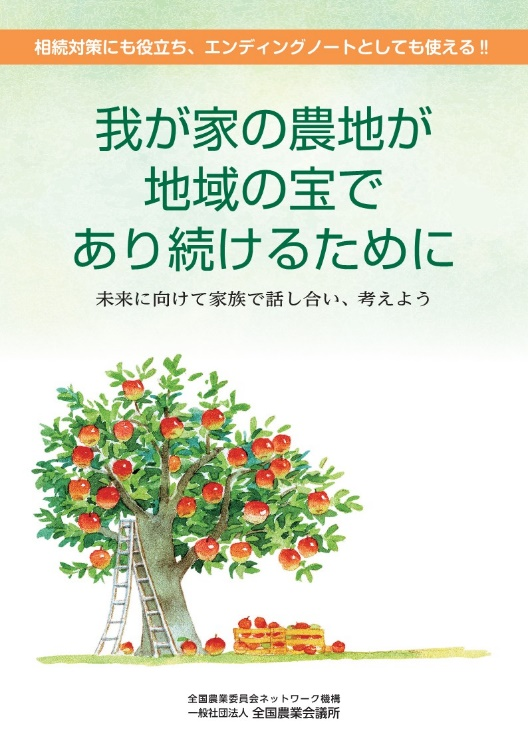 相続対策にも役立ち、エンディングノートとしても使える!!
我が家の農地が
地域の宝で
あり続けるために
未来に向けて家族で話し合い、考えよう
全国農業委員会ネットワーク機構
一般社団法人 全国農業会議所